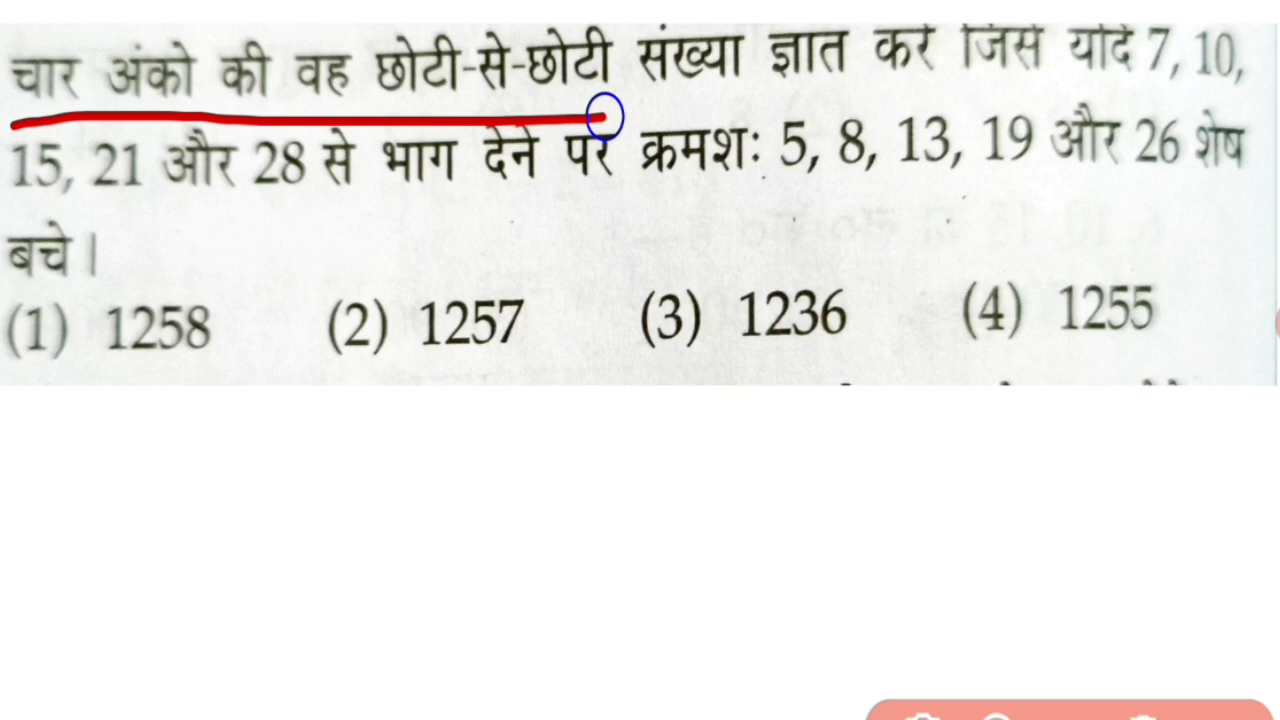 चार अंको की वह छोटी-से-छोटी संख्या ज्ञात करें जिसे यदि 7, 10,
15, 21 और 28 से भाग देने पर क्रमशः 5, 8, 13, 19 और 26 शेष
बचे।
(1) 1258 (2) 1257 (3) 1236 (4) 1255